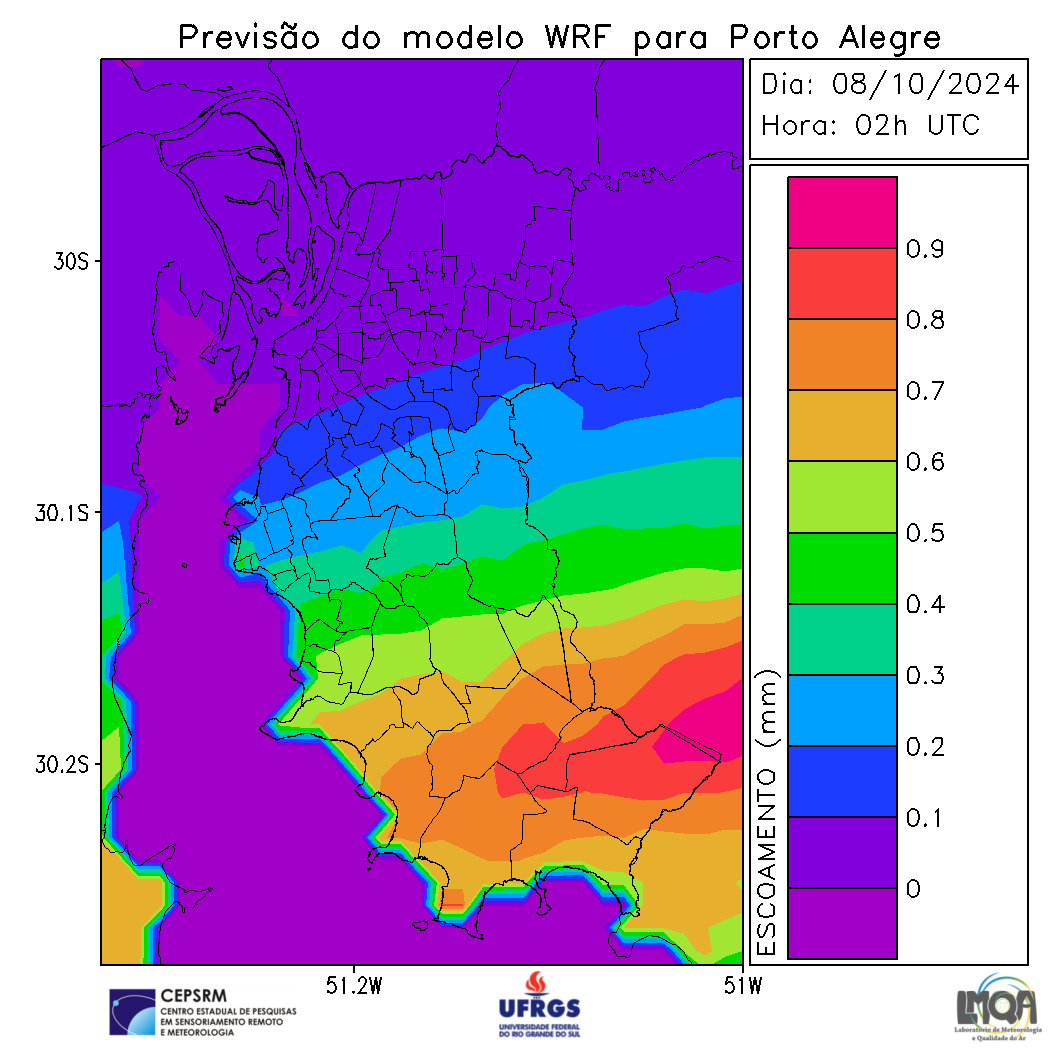 Previsão do modelo WRF para Porto Alegre
Dia: 08/10/2024
Hora: 02h UTC
0.9
0.8
0.7
0.6
0.5
0.4
0.3
0.2
0.1
0
ESCOAMENTO (mm)
30S
30.1S
30.2S
51.2W
51W
CEPSRM
CENTRO ESTADUAL DE PESQUISAS
EM SENSORIAMENTO REMOTO
E METEOROLOGIA
UFRGS
UNIVERSIDADE FEDERAL
DO RIO GRANDE DO SUL
LMQA
Laboratório de Meteorologia
e Qualidade do Ar